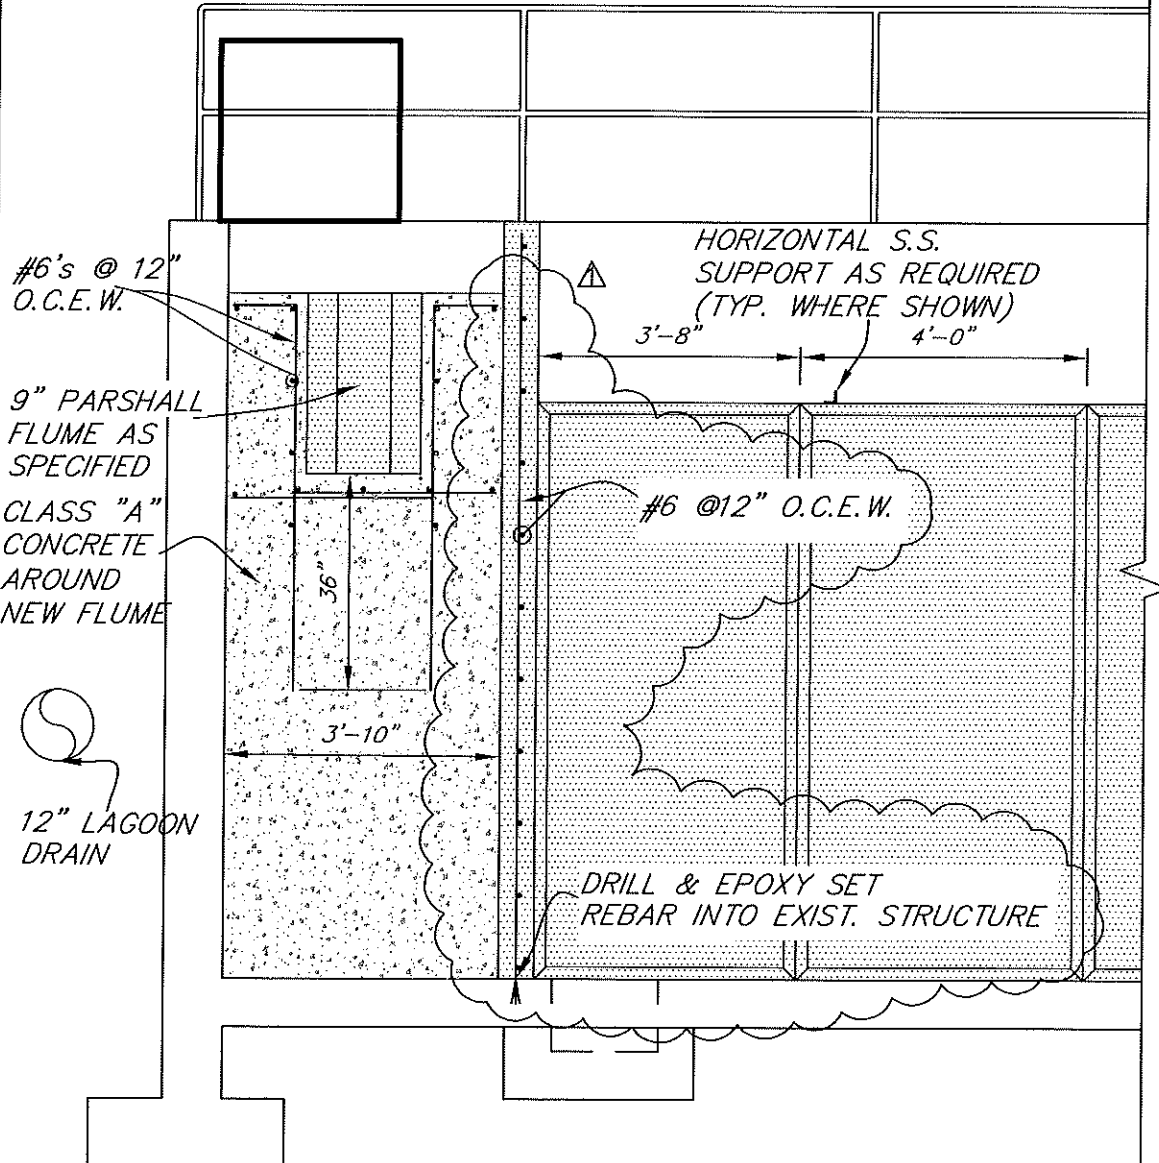 HORIZONTAL S.S.
SUPPORT AS REQUIRED
(TYP. WHERE SHOWN)
3'-8"
4'-0"
#6's @ 12"
O.C.E.W.
9" PARSHALL
FLUME AS
SPECIFIED
CLASS "A"
CONCRETE
AROUND
NEW FLUME
#6 @12" O.C.E.W.
36"
3'-10"
12" LAGOON
DRAIN
DRILL & EPOXY SET
REBAR INTO EXIST. STRUCTURE